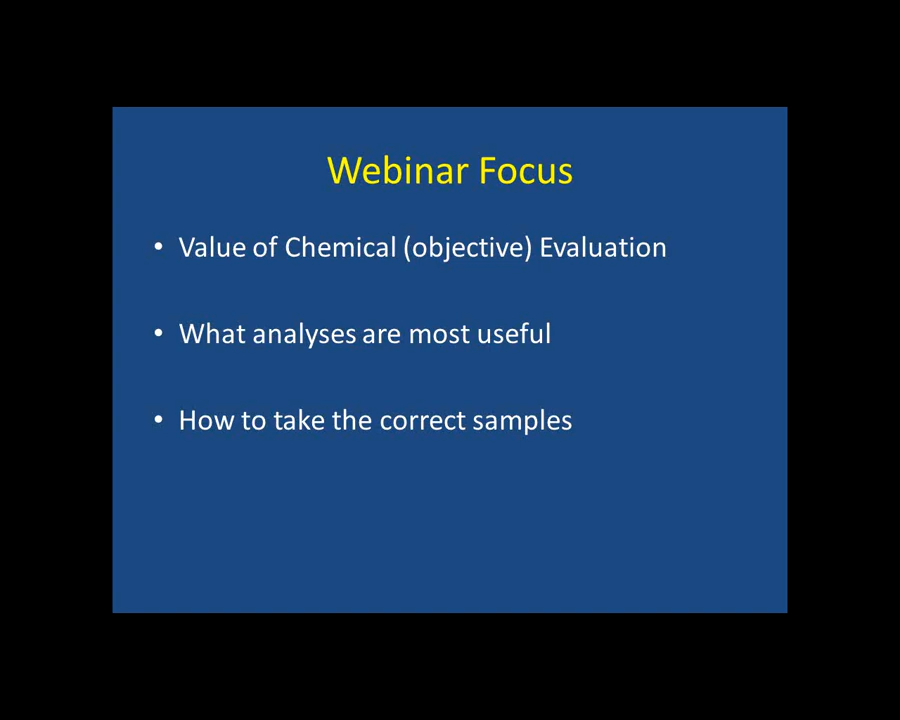 Webinar Focus
• Value of Chemical (objective) Evaluation
• What analyses are most useful
• How to take the correct samples